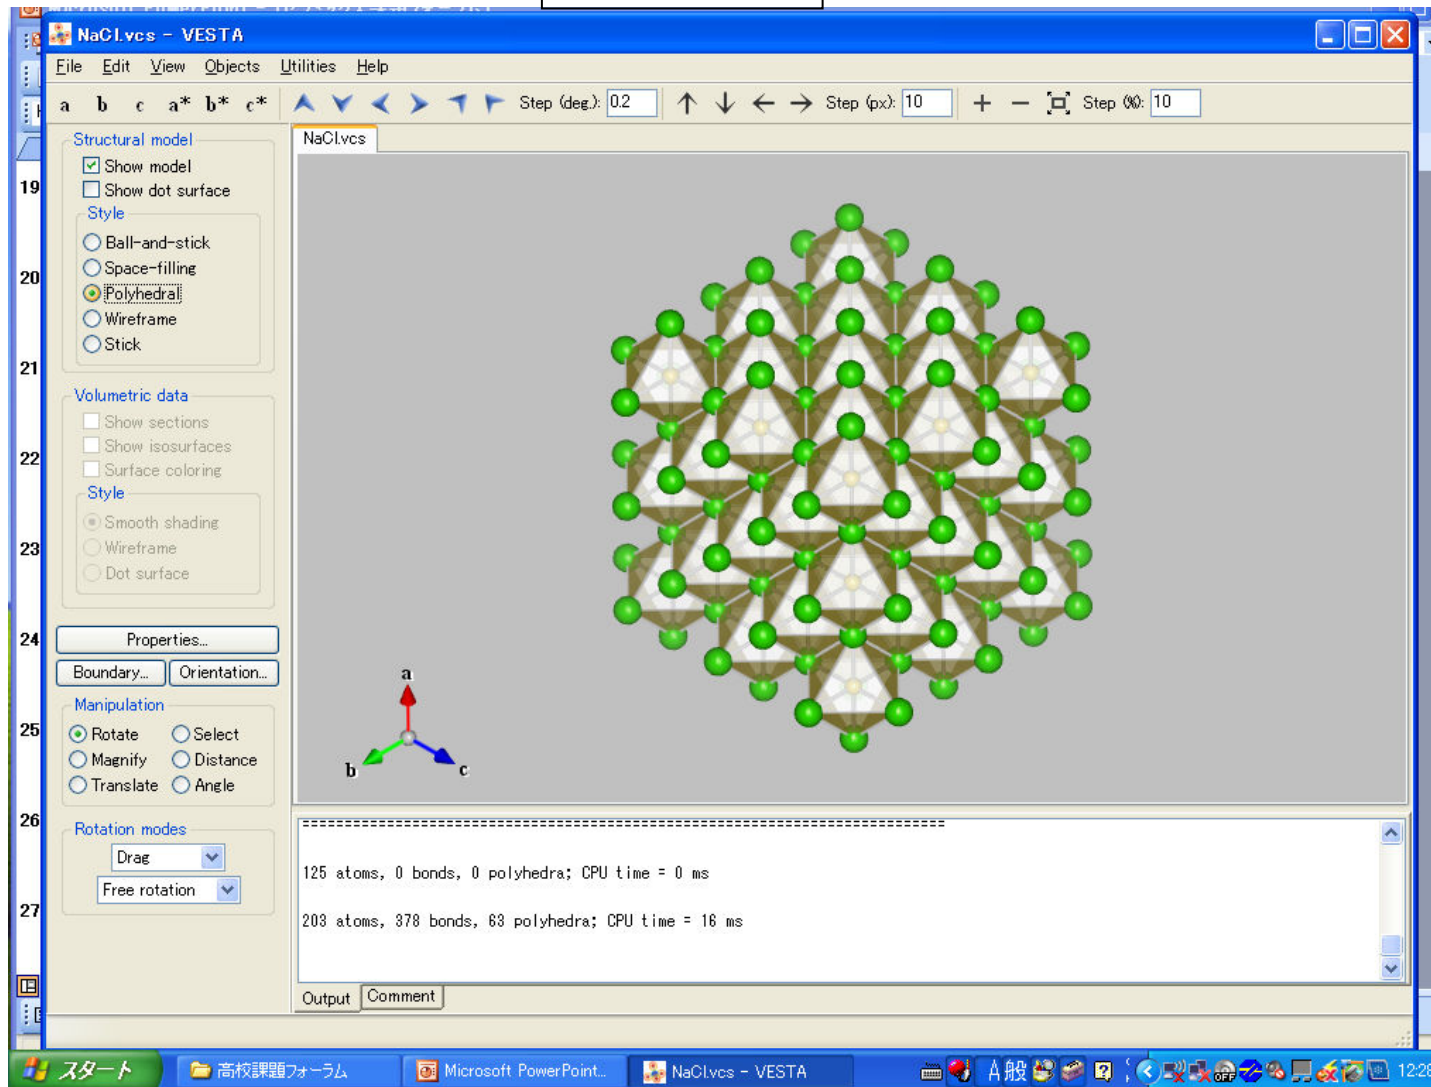 NaCl.vcs - VESTA
File Edit View Objects Utilities Help
a b c a* b* c* Step (deg.): 0.2 Step (px): 10 + - Step (%): 10
Structural model
NaCl.vcs
Show model
19
Show dot surface
Style
Ball-and-stick
Space-filling
20
Polyhedral
Wireframe
Stick
21
Volumetric data
Show sections
Show isosurfaces
22
Surface coloring
Style
Smooth shading
23
Wireframe
Dot surface
24
Properties...
Boundary... Orientation...
a
b
c
Manipulation
25
Rotate Select
Magnify Distance
Translate Angle
26
Rotation modes
Drag
Free rotation
27
===========================================================================
125 atoms, 0 bonds, 0 polyhedra; CPU time = 0 ms
203 atoms, 378 bonds, 63 polyhedra; CPU time = 16 ms
Output Comment
スタート 高校課題フォーラム Microsoft PowerPoint... NaCl.vcs - VESTA A 般 12:28